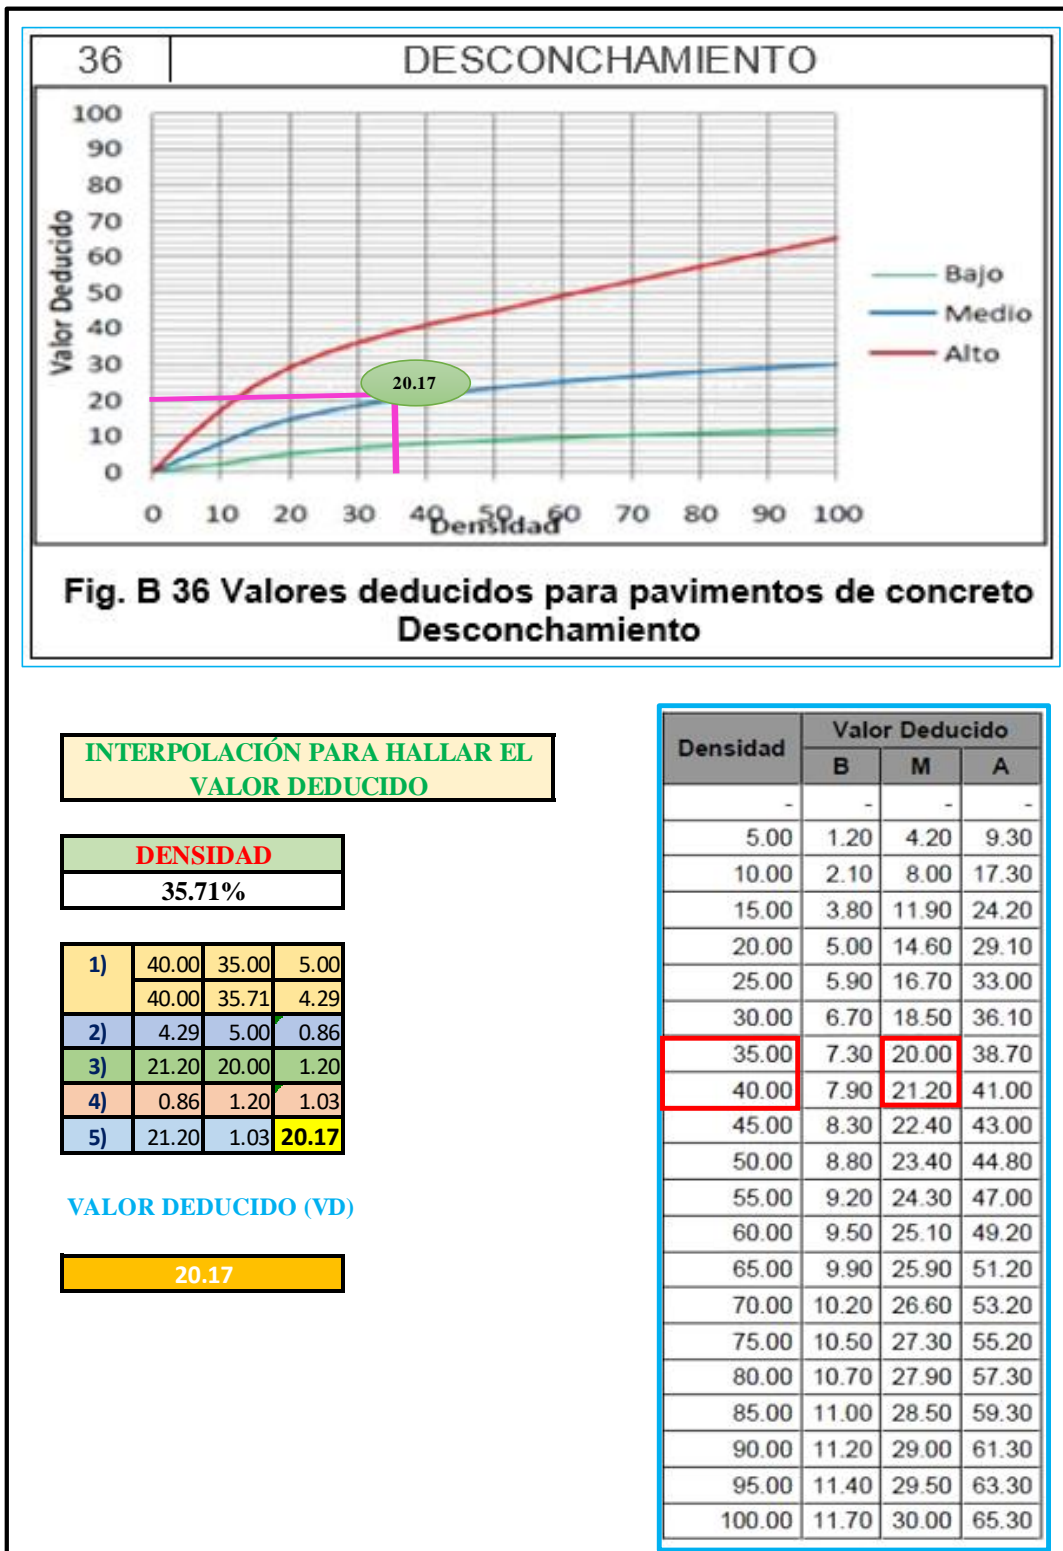 36 DESCONCHAMIENTO
100
90
80
70
60
50
40
30
20
10
0
Valor Deducido
20.17
0 10 20 30 40 50 60 70 80 90 100
Densidad
Bajo
Medio
Alto
Fig. B 36 Valores deducidos para pavimentos de concreto
Desconchamiento
INTERPOLACIÓN PARA HALLAR EL
VALOR DEDUCIDO
DENSIDAD
35.71%
1) 40.00 35.00 5.00
40.00 35.71 4.29
2) 4.29 5.00 0.86
3) 21.20 20.00 1.20
4) 0.86 1.20 1.03
5) 21.20 1.03 20.17
VALOR DEDUCIDO (VD)
20.17
Densidad Valor Deducido
B M A
- - - -
5.00 1.20 4.20 9.30
10.00 2.10 8.00 17.30
15.00 3.80 11.90 24.20
20.00 5.00 14.60 29.10
25.00 5.90 16.70 33.00
30.00 6.70 18.50 36.10
35.00 7.30 20.00 38.70
40.00 7.90 21.20 41.00
45.00 8.30 22.40 43.00
50.00 8.80 23.40 44.80
55.00 9.20 24.30 47.00
60.00 9.50 25.10 49.20
65.00 9.90 25.90 51.20
70.00 10.20 26.60 53.20
75.00 10.50 27.30 55.20
80.00 10.70 27.90 57.30
85.00 11.00 28.50 59.30
90.00 11.20 29.00 61.30
95.00 11.40 29.50 63.30
100.00 11.70 30.00 65.30